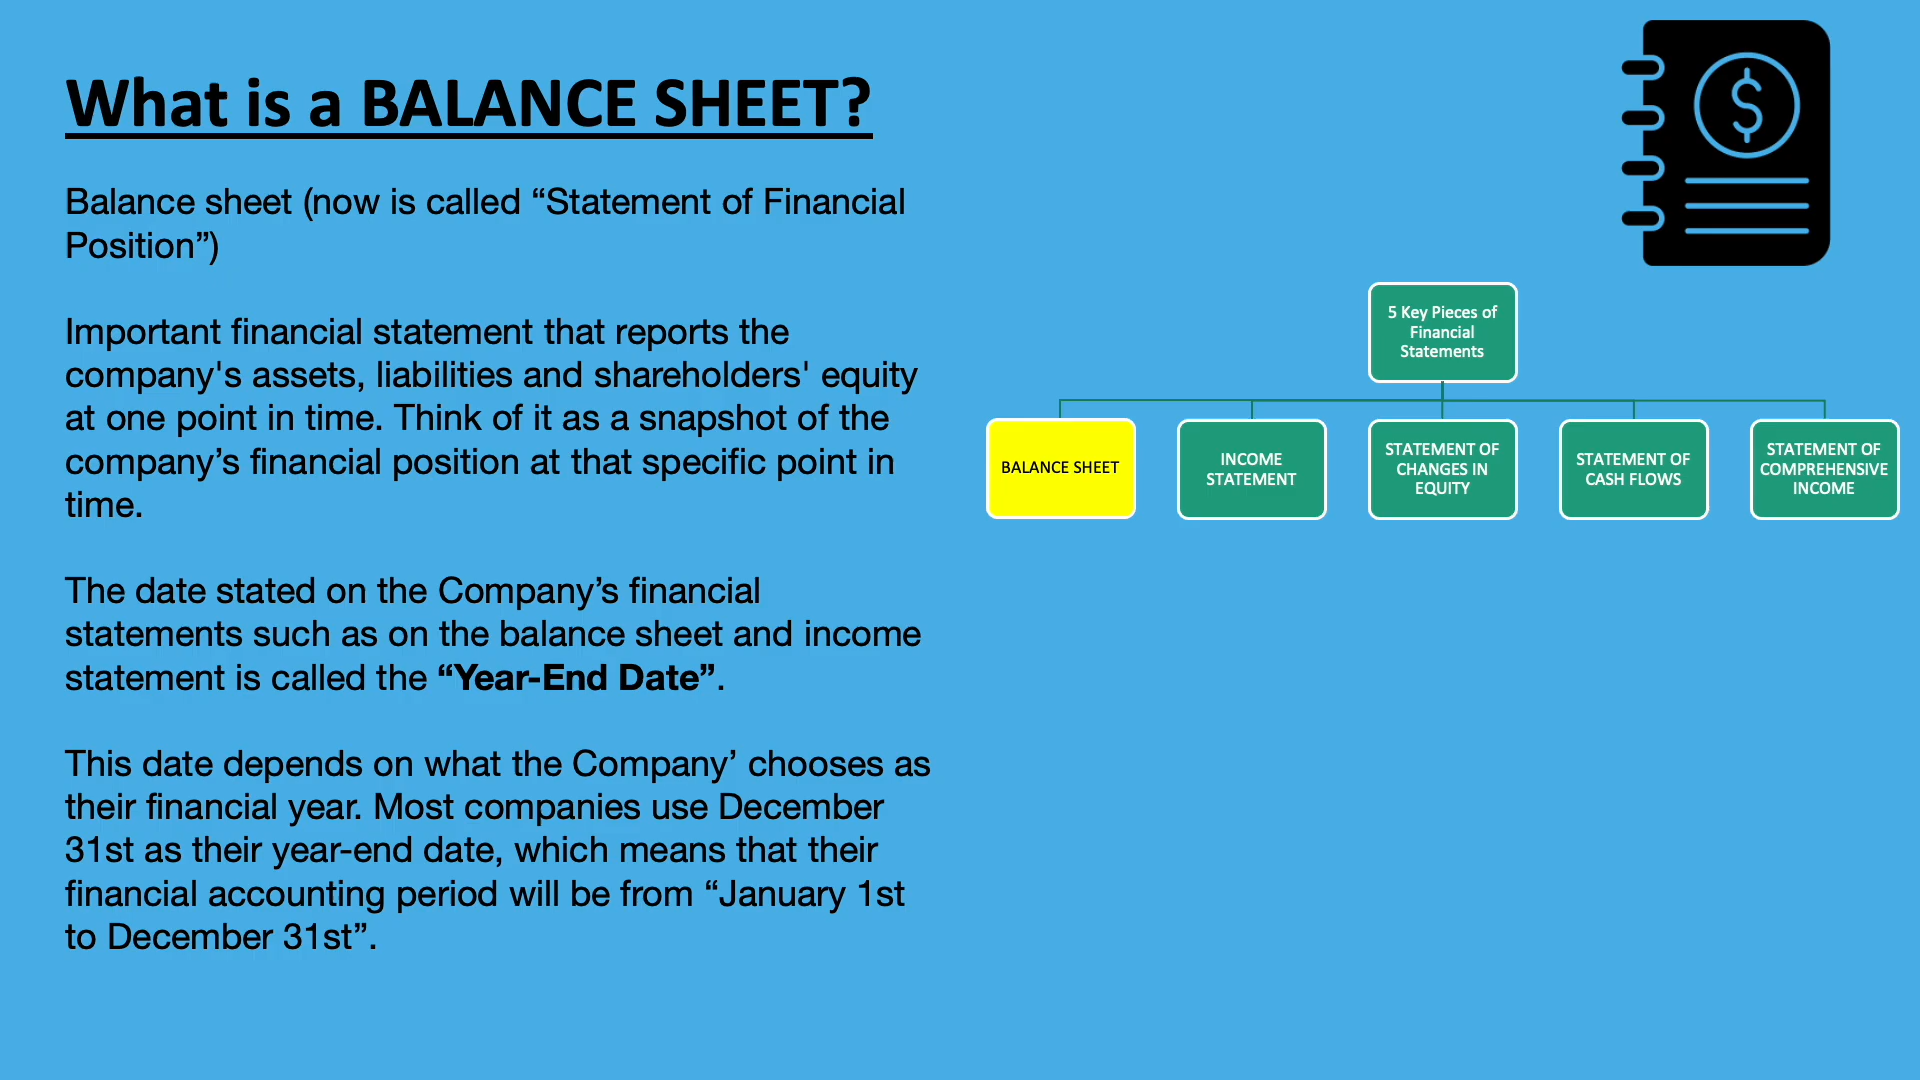 What is a BALANCE SHEET?
Balance sheet (now is called “Statement of Financial
Position”)
Important financial statement that reports the
company's assets, liabilities and shareholders' equity
at one point in time. Think of it as a snapshot of the
company’s financial position at that specific point in
time.
The date stated on the Company’s financial
statements such as on the balance sheet and income
statement is called the “Year-End Date”.
This date depends on what the Company’ chooses as
their financial year. Most companies use December
31st as their year-end date, which means that their
financial accounting period will be from “January 1st
to December 31st”.
$
5 Key Pieces of
Financial
Statements
BALANCE SHEET
INCOME
STATEMENT
STATEMENT OF
CHANGES IN
EQUITY
STATEMENT OF
CASH FLOWS
STATEMENT OF
COMPREHENSIVE
INCOME